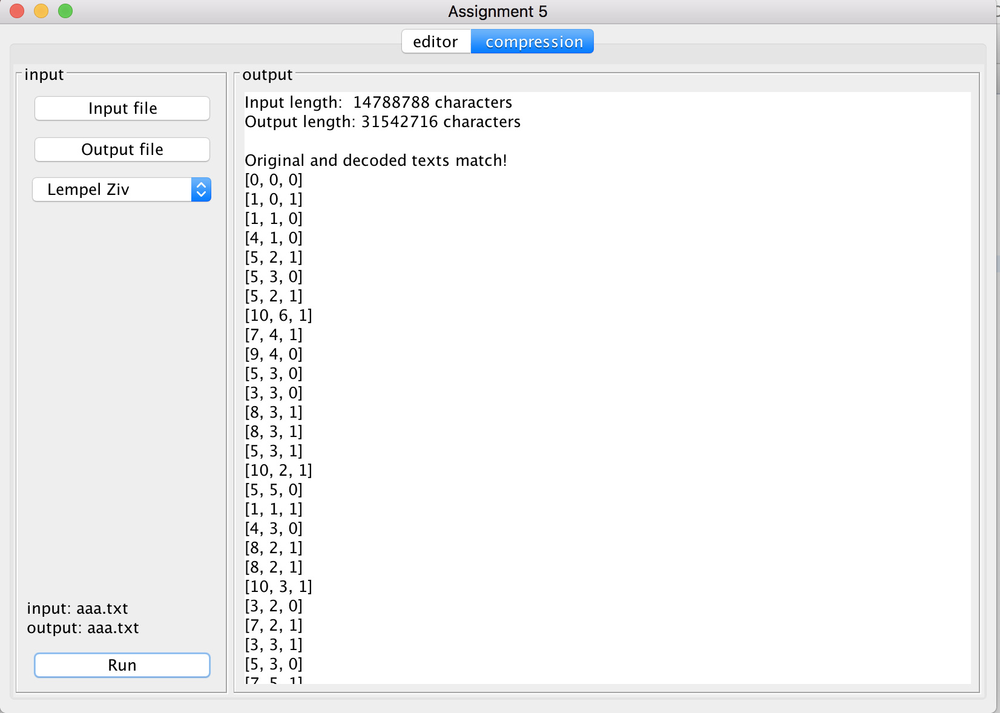 Assignment 5
editor compression
input
Input file
Output file
Lempel Ziv
input: aaa.txt
output: aaa.txt
Run
output
Input length:  14788788 characters
Output length: 31542716 characters
Original and decoded texts match!
[0, 0, 0]
[1, 0, 1]
[1, 1, 0]
[4, 1, 0]
[5, 2, 1]
[5, 3, 0]
[5, 2, 1]
[10, 6, 1]
[7, 4, 1]
[9, 4, 0]
[5, 3, 0]
[3, 3, 0]
[8, 3, 1]
[8, 3, 1]
[5, 3, 1]
[10, 2, 1]
[5, 5, 0]
[1, 1, 1]
[4, 3, 0]
[8, 2, 1]
[8, 2, 1]
[10, 3, 1]
[3, 2, 0]
[7, 2, 1]
[3, 3, 1]
[5, 3, 0]
[7, 5, 1]